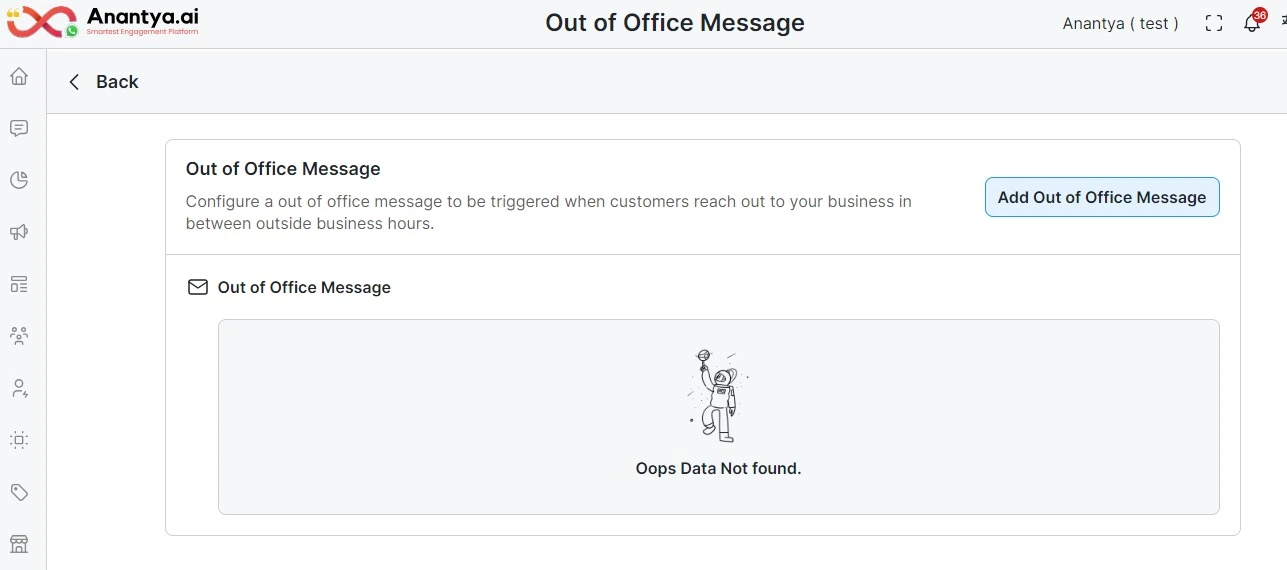 Anantya.ai
Smartest Engagement Platform
Out of Office Message
Anantya ( test )
36
Back
Out of Office Message
Configure a out of office message to be triggered when customers reach out to your business in
between outside business hours.
Add Out of Office Message
Out of Office Message
Oops Data Not found.